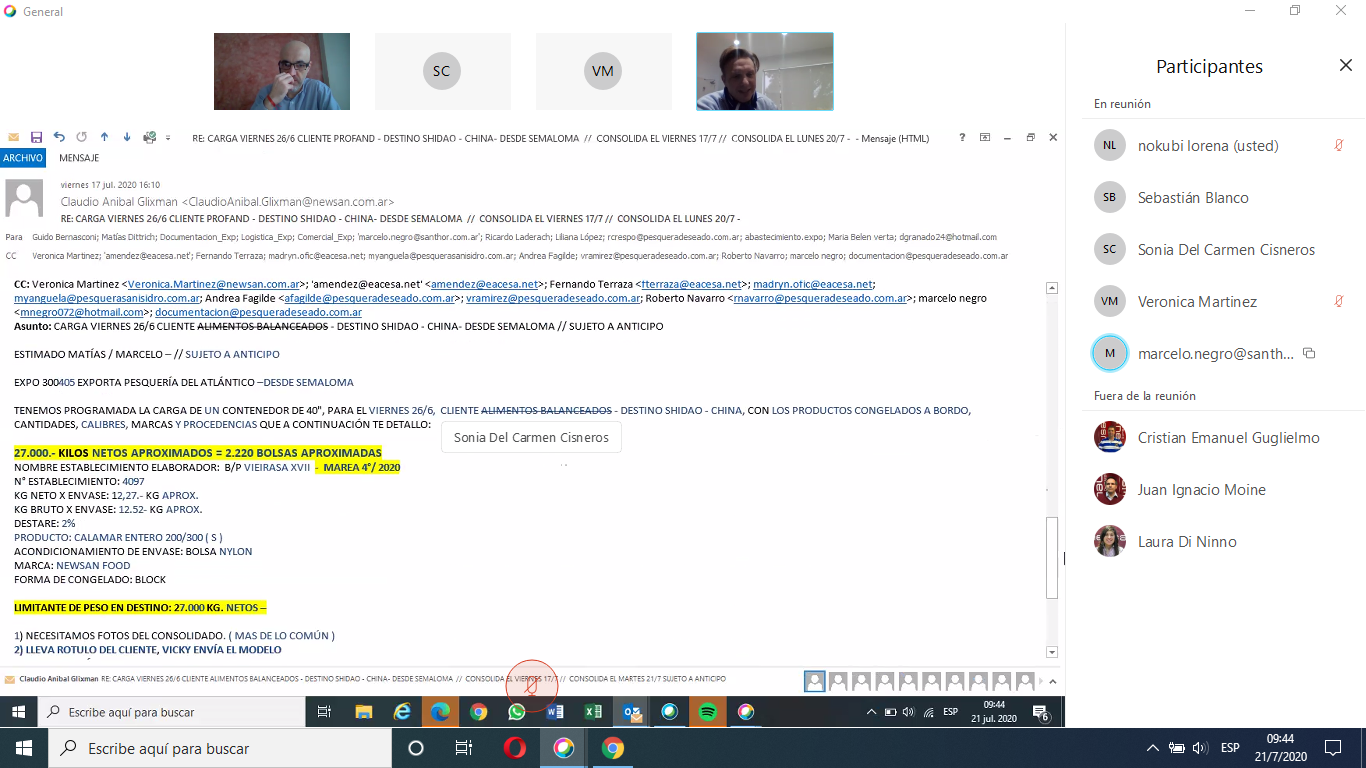 General
SC
VM
RE: CARGA VIERNES 26/6 CLIENTE PROFAND - DESTINO SHIDAO - CHINA- DESDE SEMALOMA // CONSOLIDA EL VIERNES 17/7 // CONSOLIDA EL LUNES 20/7 - - Mensaje (HTML)
ARCHIVO MENSAJE
viernes 17 jul. 2020 16:10
Claudio Anibal Glixman <ClaudioAnibal.Glixman@newsan.com.ar>
RE: CARGA VIERNES 26/6 CLIENTE PROFAND - DESTINO SHIDAO - CHINA- DESDE SEMALOMA // CONSOLIDA EL VIERNES 17/7 // CONSOLIDA EL LUNES 20/7 -
Para Guido Bernasconi; Matías Dittrich; Documentacion_Exp; Logistica_Exp; Comercial_Exp; 'marcelo.negro@santhor.com.ar'; Ricardo Laderach; Liliana López; rcrespo@pesqueradeseado.com.ar; abastecimiento.expo; Maria Belen verta; dgranado24@hotmail.com
CC Veronica Martinez; 'amendez@eacesa.net'; Fernando Terraza; madryn.ofic@eacesa.net; myanguela@pesquerasanisidro.com.ar; Andrea Fagilde; vramirez@pesqueradeseado.com.ar; Roberto Navarro; marcelo negro; documentacion@pesqueradeseado.com.ar
CC: Veronica Martinez <Veronica.Martinez@newsan.com.ar>; 'amendez@eacesa.net' <amendez@eacesa.net>; Fernando Terraza <fterraza@eacesa.net>; madryn.ofic@eacesa.net;
myanguela@pesquerasanisidro.com.ar; Andrea Fagilde <afagilde@pesqueradeseado.com.ar>; vramirez@pesqueradeseado.com.ar; Roberto Navarro <rnavarro@pesqueradeseado.com.ar>; marcelo negro
<mnegro072@hotmail.com>; documentacion@pesqueradeseado.com.ar
Asunto: CARGA VIERNES 26/6 CLIENTE ALIMENTOS BALANCEADOS - DESTINO SHIDAO - CHINA- DESDE SEMALOMA // SUJETO A ANTICIPO
ESTIMADO MATÍAS / MARCELO – // SUJETO A ANTICIPO
EXPO 300405 EXPORTA PESQUERÍA DEL ATLÁNTICO –DESDE SEMALOMA
TENEMOS PROGRAMADA LA CARGA DE UN CONTENEDOR DE 40", PARA EL VIERNES 26/6, CLIENTE ALIMENTOS BALANCEADOS - DESTINO SHIDAO - CHINA, CON LOS PRODUCTOS CONGELADOS A BORDO,
CANTIDADES, CALIBRES, MARCAS Y PROCEDENCIAS QUE A CONTINUACIÓN TE DETALLO:
Sonia Del Carmen Cisneros
27.000.- KILOS NETOS APROXIMADOS = 2.220 BOLSAS APROXIMADAS
NOMBRE ESTABLECIMIENTO ELABORADOR: B/P VIEIRASA XVII - MAREA 4°/ 2020
N° ESTABLECIMIENTO: 4097
KG NETO X ENVASE: 12,27.- KG APROX.
KG BRUTO X ENVASE: 12.52- KG APROX.
DESTARE: 2%
PRODUCTO: CALAMAR ENTERO 200/300 ( S )
ACONDICIONAMIENTO DE ENVASE: BOLSA NYLON
MARCA: NEWSAN FOOD
FORMA DE CONGELADO: BLOCK
LIMITANTE DE PESO EN DESTINO: 27.000 KG. NETOS –
1) NECESITAMOS FOTOS DEL CONSOLIDADO. ( MAS DE LO COMÚN )
2) LLEVA ROTULO DEL CLIENTE, VICKY ENVÍA EL MODELO
Claudio Anibal Glixman RE: CARGA VIERNES 26/6 CLIENTE ALIMENTOS BALANCEADOS - DESTINO SHIDAO - CHINA- DESDE SEMALOMA // CONSOLIDA EL VIERNES 17/7 // CONSOLIDA EL MARTES 21/7 SUJETO A ANTICIPO
Escribe aquí para buscar
ESP
09:44
21 jul. 2020
6
Participantes
En reunión
NL nokubi lorena (usted)
SB Sebastián Blanco
SC Sonia Del Carmen Cisneros
VM Veronica Martinez
M marcelo.negro@santh...
Fuera de la reunión
Cristian Emanuel Guglielmo
Juan Ignacio Moine
Laura Di Ninno
Escribe aquí para buscar
ESP
09:44
21/7/2020